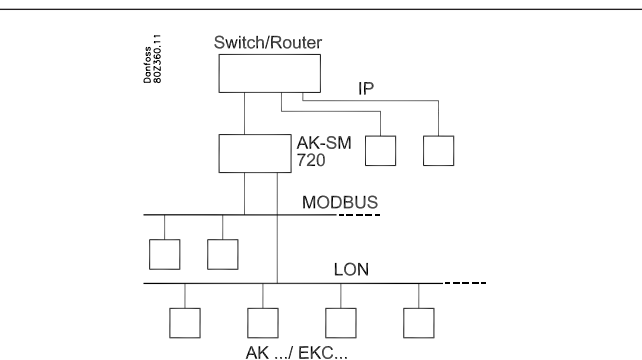 Danfoss
80Z360.11
Switch/Router
IP
AK-SM
720
MODBUS
LON
AK .../ EKC...